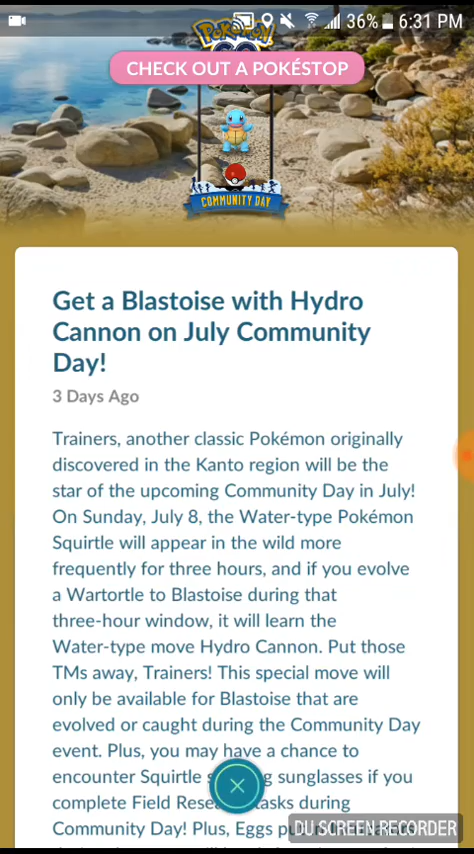 36% 6:31 PM
Pokémon
GO
CHECK OUT A POKÉSTOP
COMMUNITY DAY
Get a Blastoise with Hydro
Cannon on July Community
Day!
3 Days Ago
Trainers, another classic Pokémon originally
discovered in the Kanto region will be the
star of the upcoming Community Day in July!
On Sunday, July 8, the Water-type Pokémon
Squirtle will appear in the wild more
frequently for three hours, and if you evolve
a Wartortle to Blastoise during that
three-hour window, it will learn the
Water-type move Hydro Cannon. Put those
TMs away, Trainers! This special move will
only be available for Blastoise that are
evolved or caught during the Community Day
event. Plus, you may have a chance to
encounter Squirtle sunglasses if you
complete Field tasks during
Community Day! Plus, Eggs
DU SCREEN RECORDER